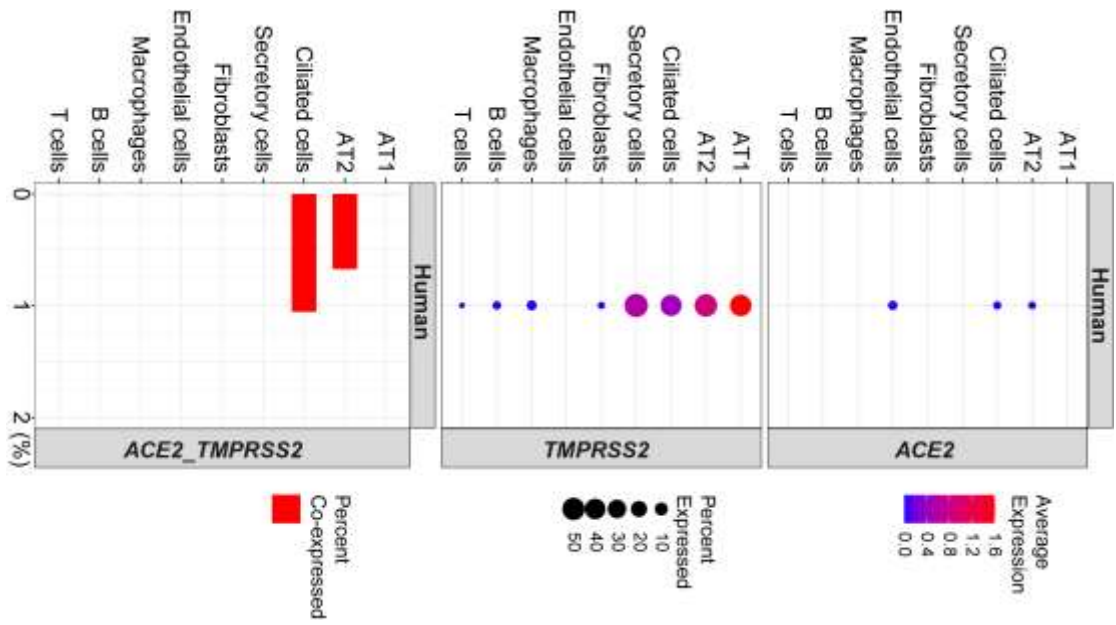 Human
AT1
AT2
Ciliated cells
Secretory cells
Fibroblasts
Endothelial cells
Macrophages
B cells
T cells
ACE2
Average
Expression
1.6
1.2
0.8
0.4
0.0
AT1
AT2
Ciliated cells
Secretory cells
Fibroblasts
Endothelial cells
Macrophages
B cells
T cells
TMPRSS2
Percent
Expressed
10
20
30
40
50
Human
AT1
AT2
Ciliated cells
Secretory cells
Fibroblasts
Endothelial cells
Macrophages
B cells
T cells
ACE2_TMPRSS2
0
1
2 (%)
Percent
Co-expressed